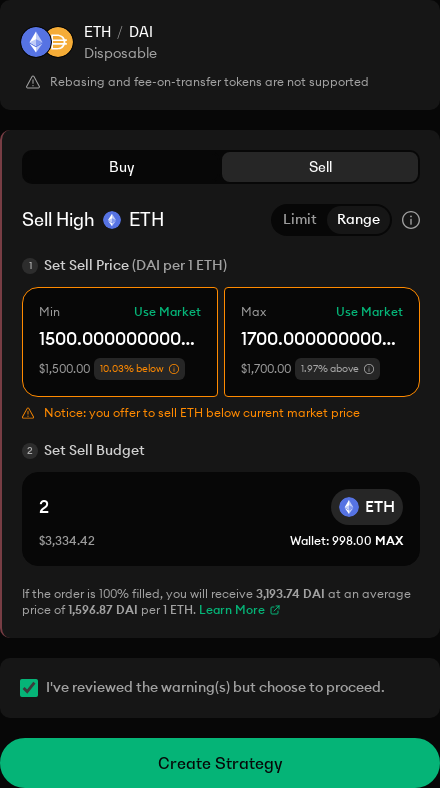 ETH / DAI
Disposable
Rebasing and fee-on-transfer tokens are not supported
Buy Sell
Sell High ETH Limit Range
1 Set Sell Price (DAI per 1 ETH)
Min Use Market Max Use Market
1500.000000000... 1700.000000000...
$1,500.00 10.03% below $1,700.00 1.97% above
Notice: you offer to sell ETH below current market price
2 Set Sell Budget
2 ETH
$3,334.42 Wallet: 998.00 MAX
If the order is 100% filled, you will receive 3,193.74 DAI at an average
price of 1,596.87 DAI per 1 ETH. Learn More
I've reviewed the warning(s) but choose to proceed.
Create Strategy